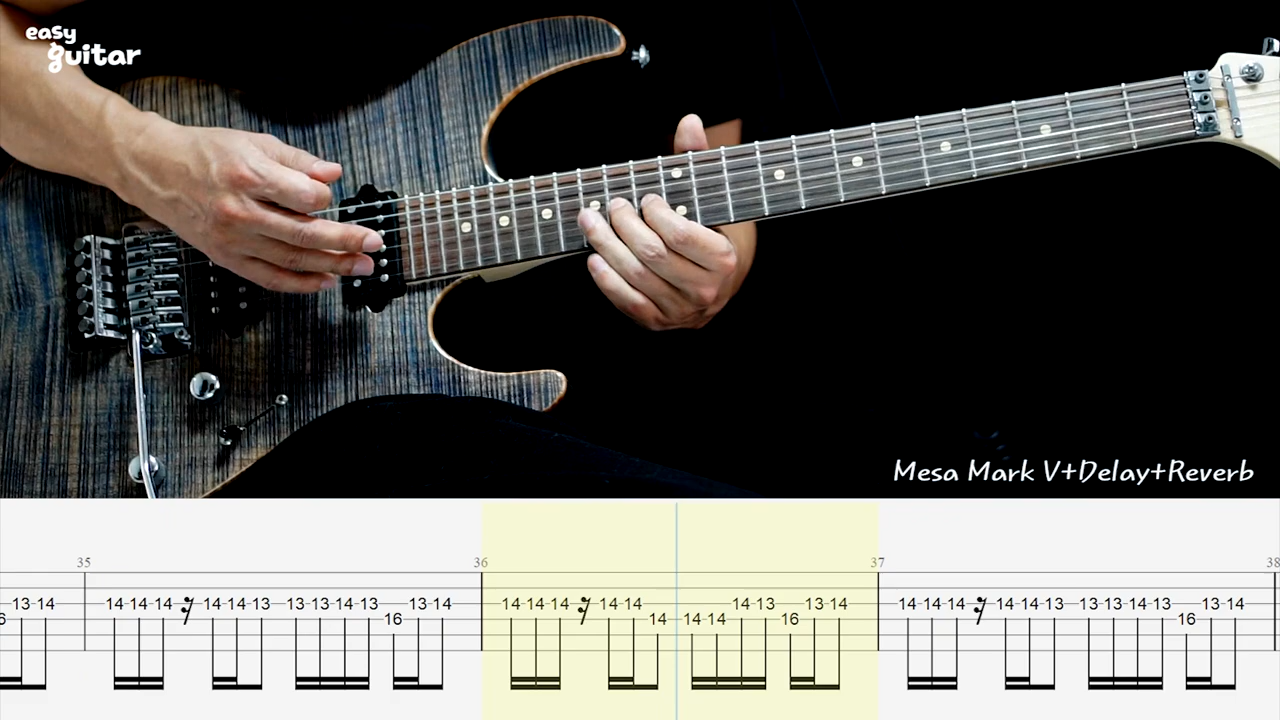 easy
guitar
Mesa Mark V+Delay+Reverb
35 36 37 38
13 14 14 14 14 14 14 13 13 13 14 13 13 14 14 14 14 14 14 14 13 13 14 14 14 14 14 14 13 13 13 14 13 13 14
6 16 14 14 14 16 16